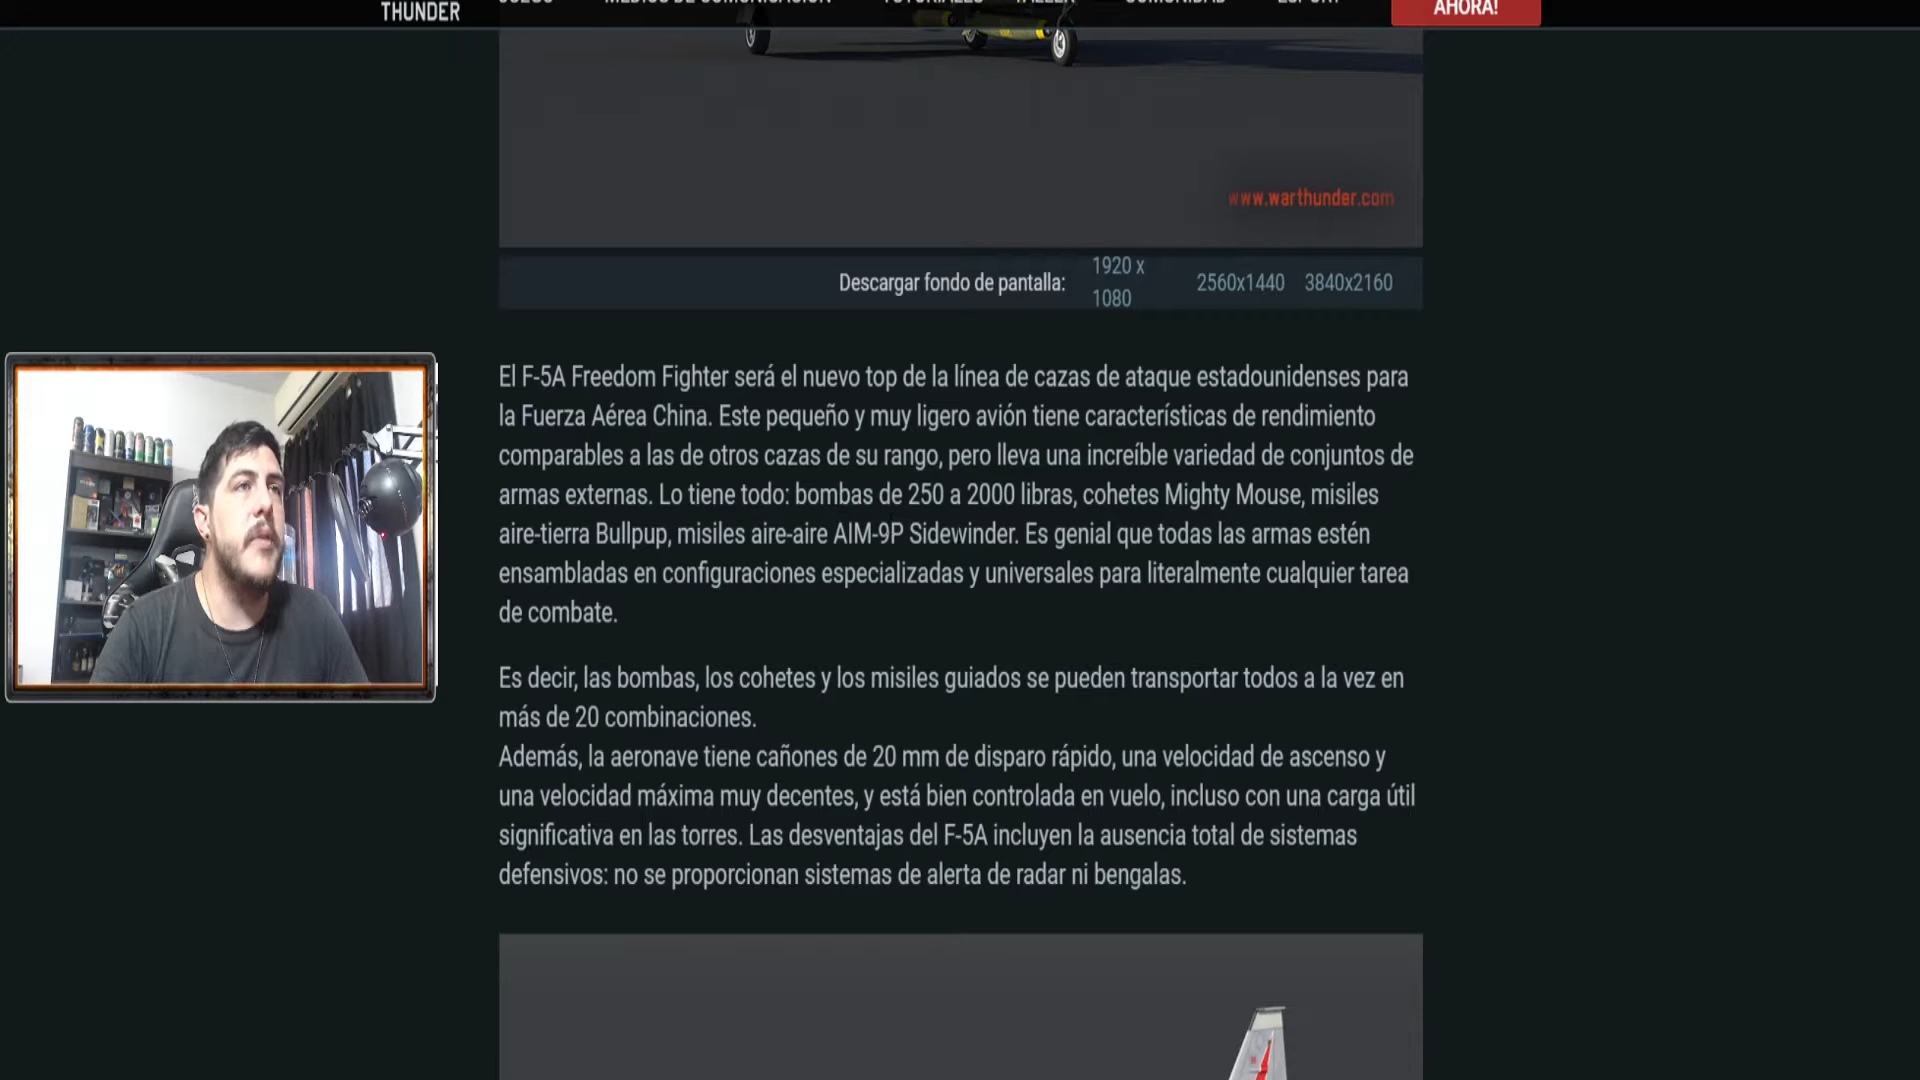 THUNDER
JUEGO
MEDIOS DE COMUNICACIÓN
TUTORIALES
TALLER
COMUNIDAD
ESPORT
AHORA!
www.warthunder.com
Descargar fondo de pantalla:
1920 x
1080
2560x1440
3840x2160
El F-5A Freedom Fighter será el nuevo top de la línea de cazas de ataque estadounidenses para
la Fuerza Aérea China. Este pequeño y muy ligero avión tiene características de rendimiento
comparables a las de otros cazas de su rango, pero lleva una increíble variedad de conjuntos de
armas externas. Lo tiene todo: bombas de 250 a 2000 libras, cohetes Mighty Mouse, misiles
aire-tierra Bullpup, misiles aire-aire AIM-9P Sidewinder. Es genial que todas las armas estén
ensambladas en configuraciones especializadas y universales para literalmente cualquier tarea
de combate.
Es decir, las bombas, los cohetes y los misiles guiados se pueden transportar todos a la vez en
más de 20 combinaciones.
Además, la aeronave tiene cañones de 20 mm de disparo rápido, una velocidad de ascenso y
una velocidad máxima muy decentes, y está bien controlada en vuelo, incluso con una carga útil
significativa en las torres. Las desventajas del F-5A incluyen la ausencia total de sistemas
defensivos: no se proporcionan sistemas de alerta de radar ni bengalas.